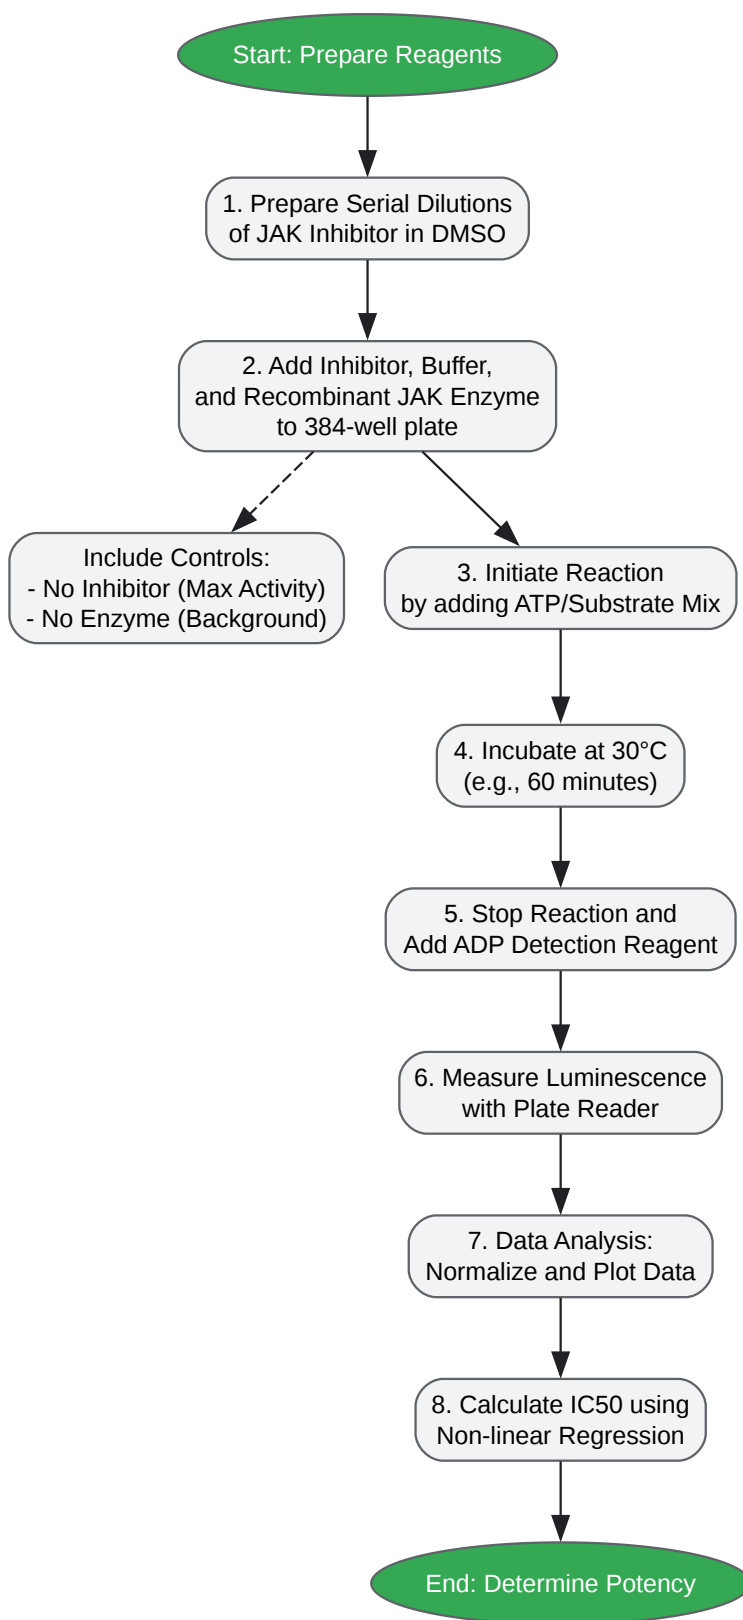 Start: Prepare Reagents
1. Prepare Serial Dilutions
of JAK Inhibitor in DMSO
2. Add Inhibitor, Buffer,
and Recombinant JAK Enzyme
to 384-well plate
Include Controls:
- No Inhibitor (Max Activity)
- No Enzyme (Background)
3. Initiate Reaction
by adding ATP/Substrate Mix
4. Incubate at 30°C
(e.g., 60 minutes)
5. Stop Reaction and
Add ADP Detection Reagent
6. Measure Luminescence
with Plate Reader
7. Data Analysis:
Normalize and Plot Data
8. Calculate IC50 using
Non-linear Regression
End: Determine Potency